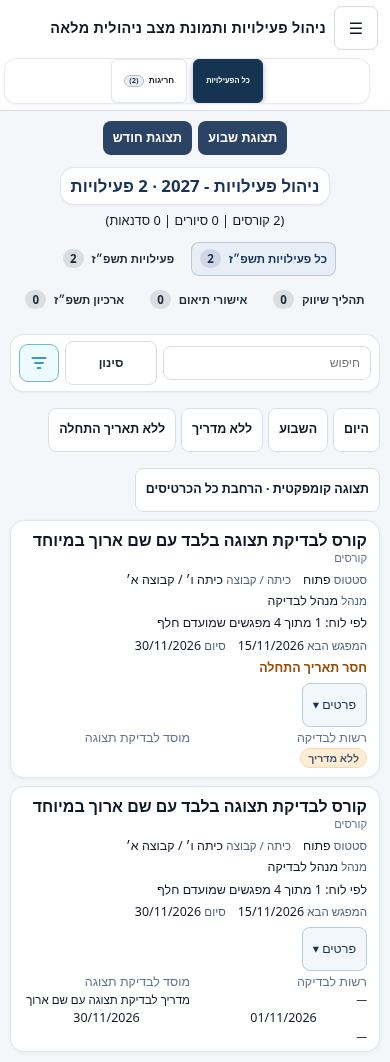 ניהול פעילויות ותמונת מצב ניהולית מלאה
כל הפעילויות
חריגות (2)
תצוגת שבוע
תצוגת חודש
ניהול פעילויות - 2027 · 2 פעילויות
(2 קורסים | 0 סיורים | 0 סדנאות)
כל פעילויות תשפ״ז 2
פעילויות תשפ״ז 2
תהליך שיווק 0
אישורי תיאום 0
ארכיון תשפ״ז 0
חיפוש
סינון
היום
השבוע
ללא מדריך
ללא תאריך התחלה
תצוגה קומפקטית · הרחבת כל הכרטיסים
קורס לבדיקת תצוגה בלבד עם שם ארוך במיוחד
קורסים
סטטוס פתוח כיתה / קבוצה כיתה ו׳ / קבוצה א׳
מנהל מנהל לבדיקה
לפי לוח: 1 מתוך 4 מפגשים שמועדם חלף
המפגש הבא 15/11/2026 סיום 30/11/2026
חסר תאריך התחלה
פרטים ▾
רשות לבדיקה
מוסד לבדיקת תצוגה
ללא מדריך
קורס לבדיקת תצוגה בלבד עם שם ארוך במיוחד
קורסים
סטטוס פתוח כיתה / קבוצה כיתה ו׳ / קבוצה א׳
מנהל מנהל לבדיקה
לפי לוח: 1 מתוך 4 מפגשים שמועדם חלף
המפגש הבא 15/11/2026 סיום 30/11/2026
פרטים ▾
רשות לבדיקה
מוסד לבדיקת תצוגה
—
מדריך לבדיקת תצוגה עם שם ארוך
01/11/2026
30/11/2026
—